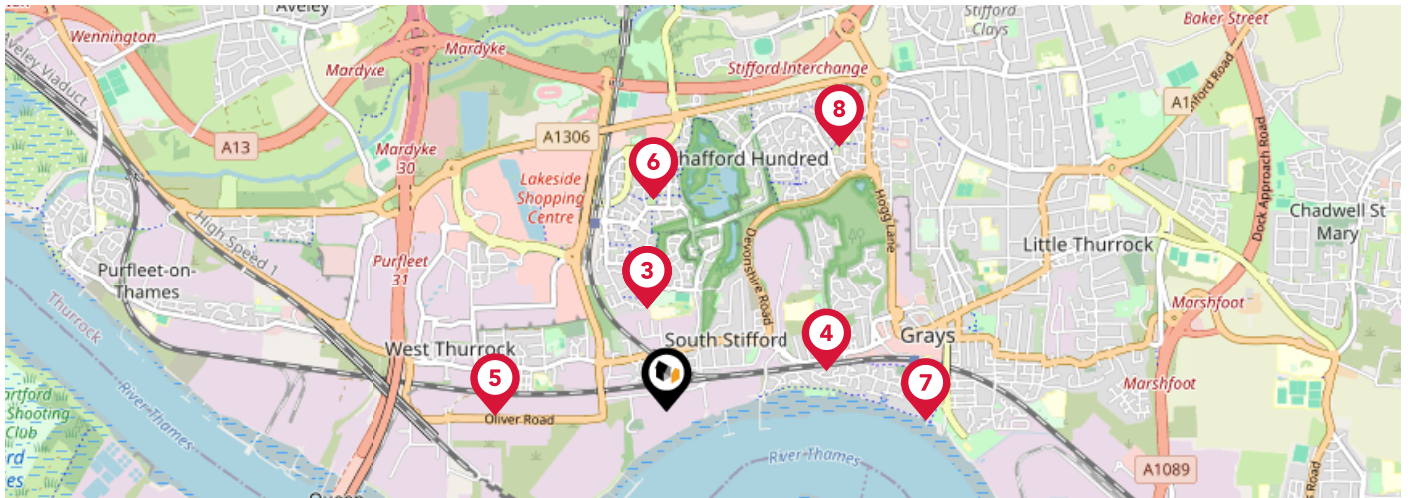 Aveley
Stifford
Clays
Baker Street
Wennington
Mardyke
Mardyke
Stifford Interchange
Aveley Viaduct
A13
A1306
8
Mardyke
30
6
hafford Hundred
Lakeside
Shopping
Centre
Dock Approach Road
Hogg Lane
High Speed 1
Chadwell St
Mary
Little Thurrock
Devonshire Road
Purfleet
31
3
Purfleet-on-
Thames
Thurrock
Marshfoot
4
South Stifford
Grays
West Thurrock
5
7
Marshfoot
Oliver Road
River Thames
Shooting
Club
River Thames
A1089
Road